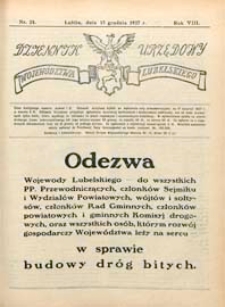 Nr. 24. Lublin, dnia 15 grudnia 1927 r. Rok VIII.
DZIENNIK URZĘDOWY
WOJEWÓDZTWA LUBELSKIEGO
Odezwa
Wojewody Lubelskiego — do wszystkich
PP. Przewodniczących, członków Sejmiku
i Wydziałów Powiatowych, wójtów i sołty-
sów, członków Rad Gminnych, członków
powiatowych i gminnych Komisyj drogo-
wych, oraz wszystkich osób, którym rozwój
gospodarczy Województwa leży na sercu —
w sprawie
budowy dróg bitych.